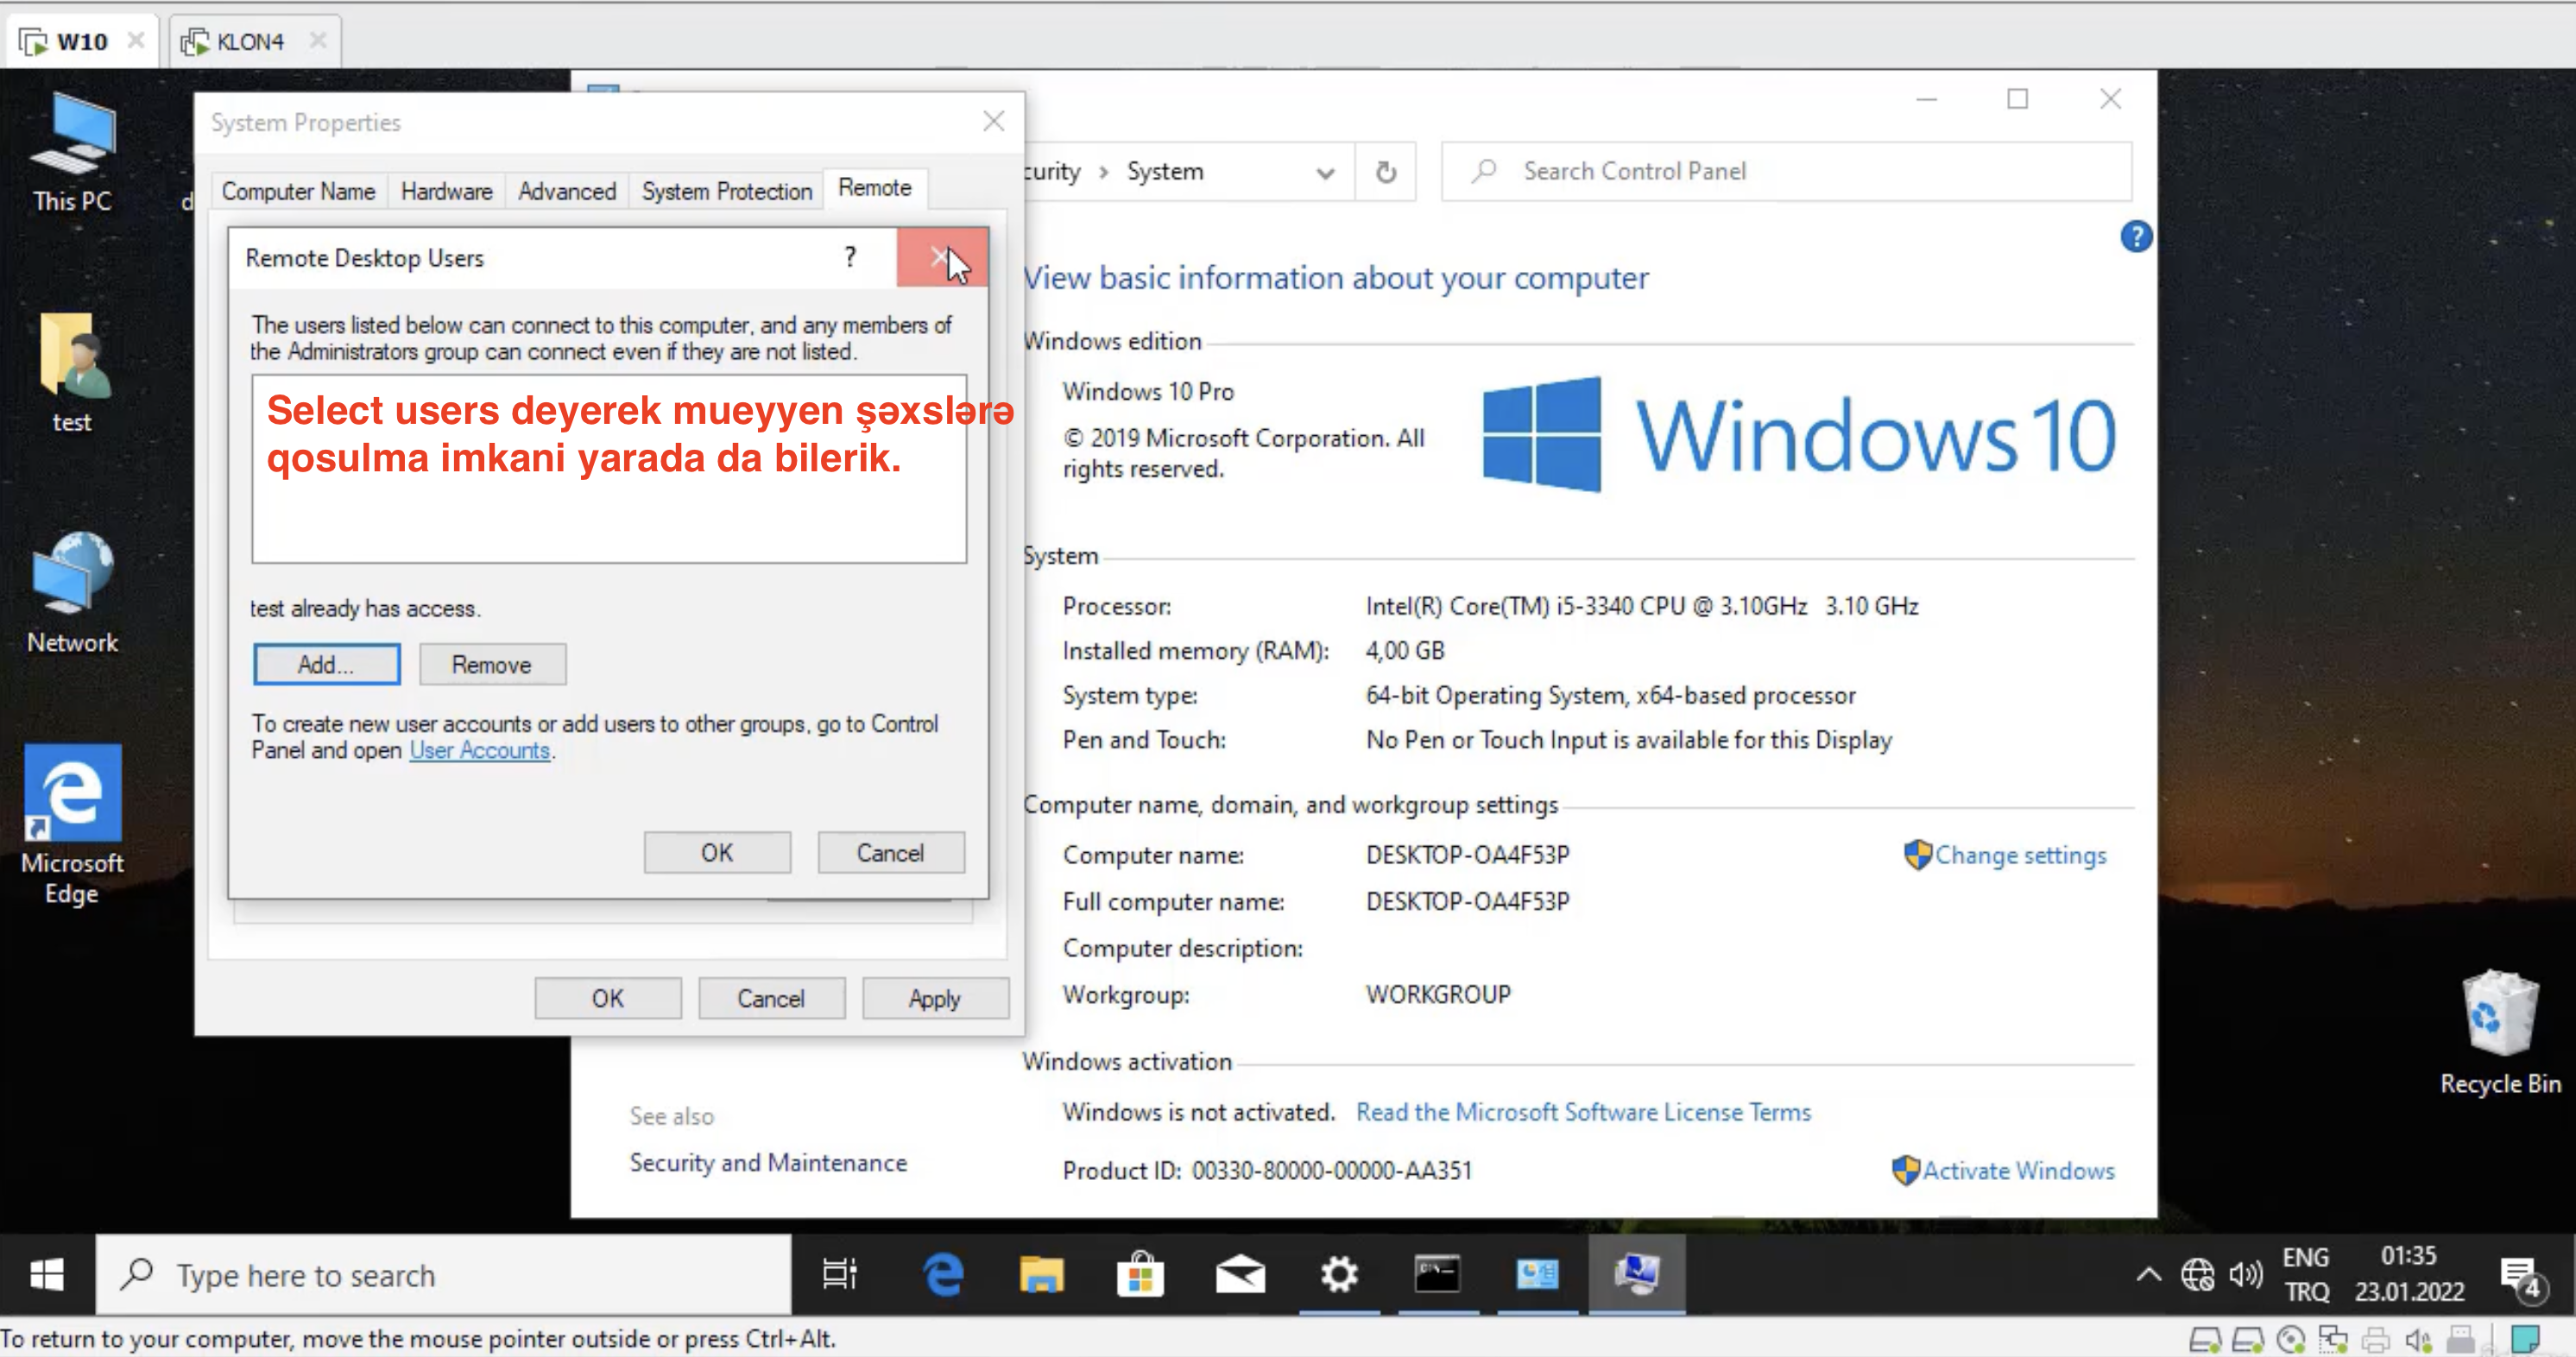 W10
KLON4
This PC
test
Network
Microsoft
Edge
System Properties
Computer Name
Hardware
Advanced
System Protection
Remote
Remote Desktop Users
?
The users listed below can connect to this computer, and any members of
the Administrators group can connect even if they are not listed.
Select users deyerek mueyyen şəxslərə
qosulma imkani yarada da bilerik.
test already has access.
Add...
Remove
To create new user accounts or add users to other groups, go to Control
Panel and open User Accounts.
OK
Cancel
OK
Cancel
Apply
curity > System
Search Control Panel
?
View basic information about your computer
Windows edition
Windows 10 Pro
© 2019 Microsoft Corporation. All
rights reserved.
Windows 10
System
Processor: Intel(R) Core(TM) i5-3340 CPU @ 3.10GHz 3.10 GHz
Installed memory (RAM): 4,00 GB
System type: 64-bit Operating System, x64-based processor
Pen and Touch: No Pen or Touch Input is available for this Display
Computer name, domain, and workgroup settings
Computer name: DESKTOP-OA4F53P
Change settings
Full computer name: DESKTOP-OA4F53P
Computer description:
Workgroup: WORKGROUP
Windows activation
Windows is not activated. Read the Microsoft Software License Terms
Product ID: 00330-80000-00000-AA351
Activate Windows
See also
Security and Maintenance
Recycle Bin
Type here to search
ENG
TRQ
01:35
23.01.2022
4
To return to your computer, move the mouse pointer outside or press Ctrl+Alt.